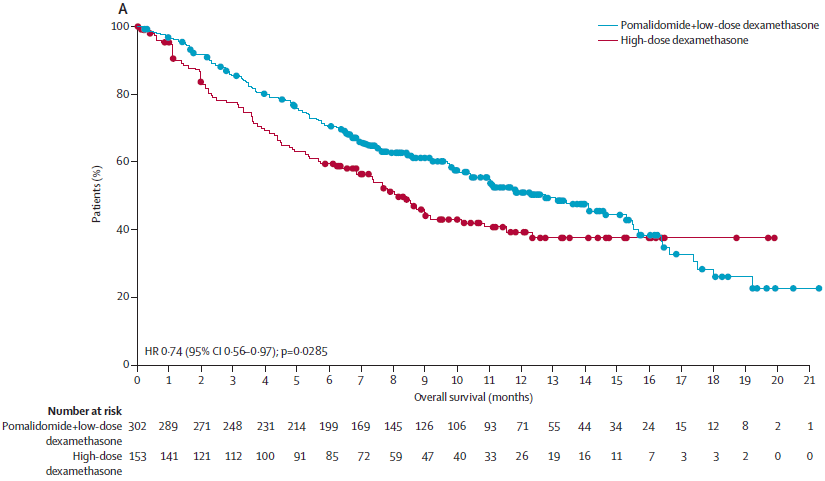 A
Pomalidomide+low-dose dexamethasone
High-dose dexamethasone
100
80
60
40
20
0
Patients (%)
HR 0·74 (95% CI 0·56–0·97); p=0·0285
0 1 2 3 4 5 6 7 8 9 10 11 12 13 14 15 16 17 18 19 20 21
Overall survival (months)
Number at risk
Pomalidomide+low-dose 302 289 271 248 231 214 199 169 145 126 106 93 71 55 44 34 24 15 12 8 2 1
dexamethasone
High-dose 153 141 121 112 100 91 85 72 59 47 40 33 26 19 16 11 7 3 3 2 0 0
dexamethasone